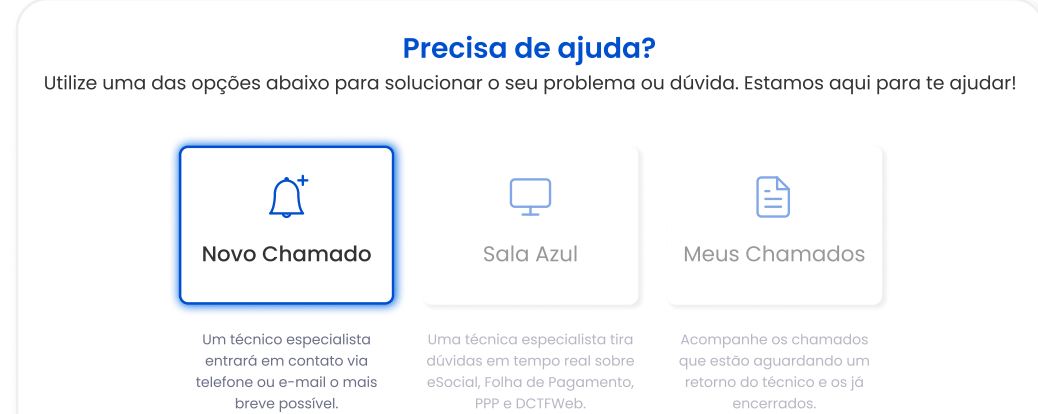 Precisa de ajuda?
Utilize uma das opções abaixo para solucionar o seu problema ou dúvida. Estamos aqui para te ajudar!
Novo Chamado
Um técnico especialista
entrará em contato via
telefone ou e-mail o mais
breve possível.
Sala Azul
Uma técnica especialista tira
dúvidas em tempo real sobre
eSocial, Folha de Pagamento,
PPP e DCTFWeb.
Meus Chamados
Acompanhe os chamados
que estão aguardando um
retorno do técnico e os já
encerrados.